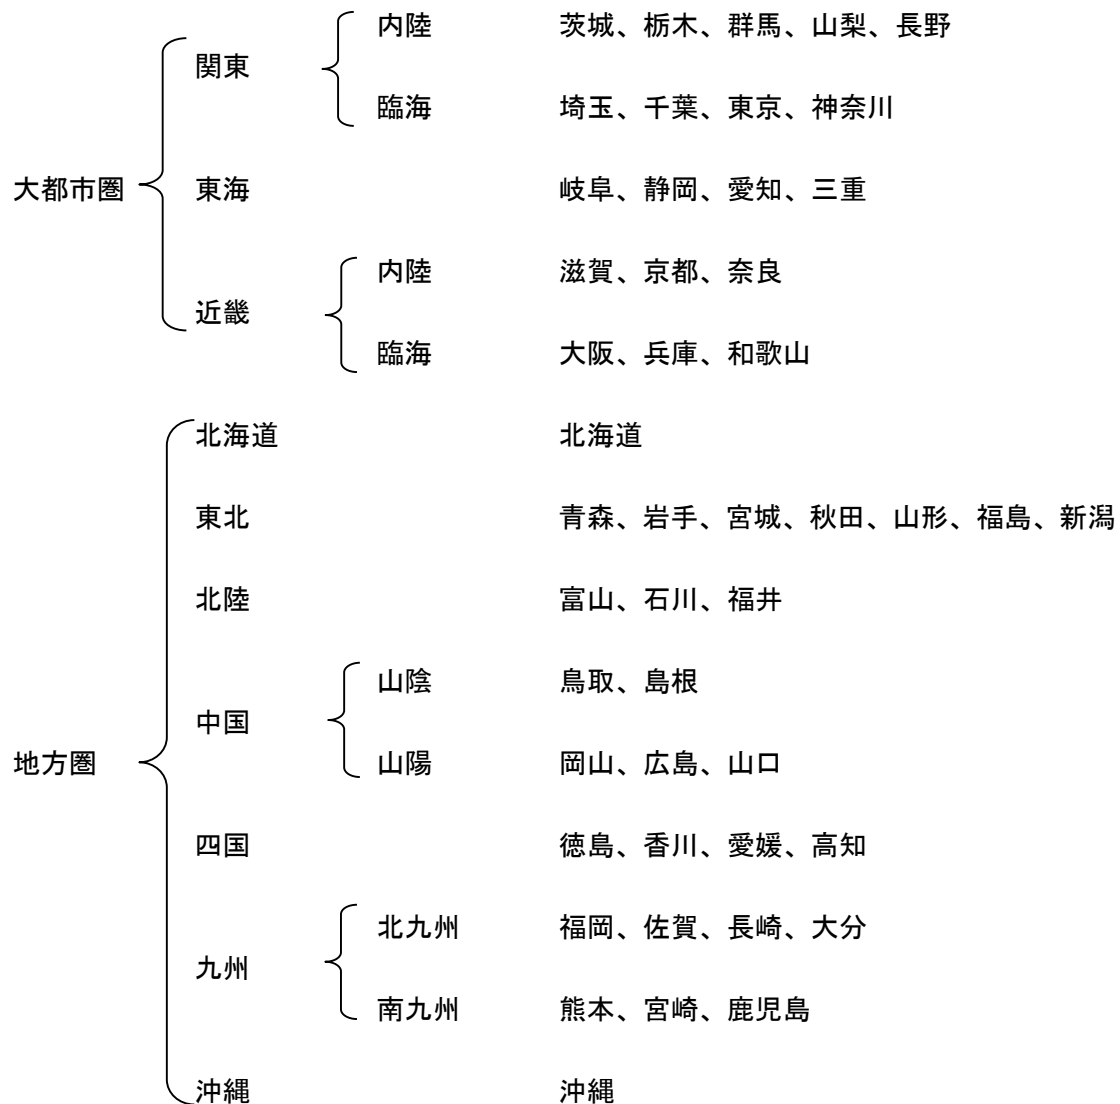 内陸 茨城、栃木、群馬、山梨、長野
関東
臨海 埼玉、千葉、東京、神奈川
大都市圏 東海 岐阜、静岡、愛知、三重
内陸 滋賀、京都、奈良
近畿
臨海 大阪、兵庫、和歌山
北海道 北海道
東北 青森、岩手、宮城、秋田、山形、福島、新潟
北陸 富山、石川、福井
山陰 鳥取、島根
中国
地方圏 山陽 岡山、広島、山口
四国 徳島、香川、愛媛、高知
北九州 福岡、佐賀、長崎、大分
九州
南九州 熊本、宮崎、鹿児島
沖縄 沖縄